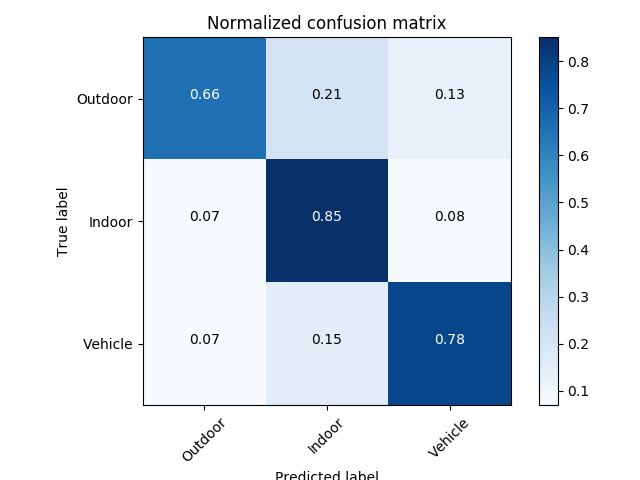 Normalized confusion matrix
True label
Outdoor 0.66 0.21 0.13
Indoor 0.07 0.85 0.08
Vehicle 0.07 0.15 0.78
Outdoor Indoor Vehicle
Predicted label
0.8
0.7
0.6
0.5
0.4
0.3
0.2
0.1